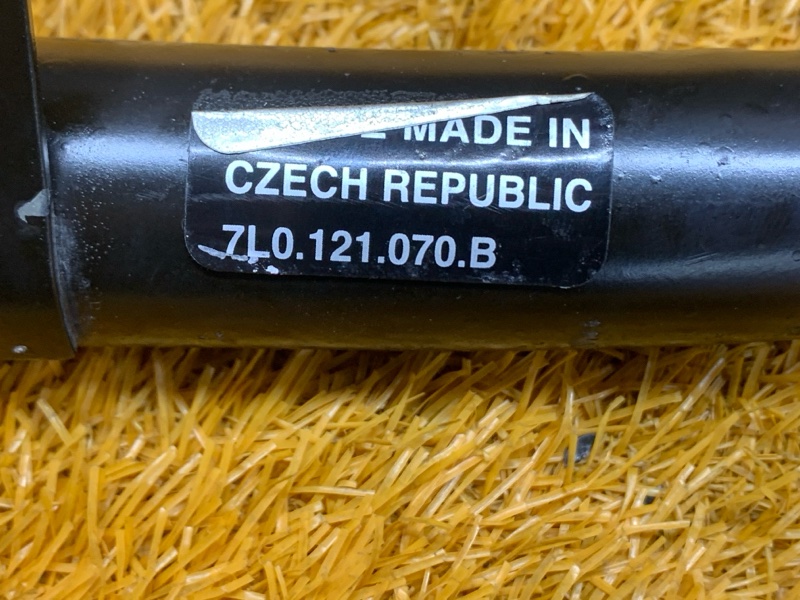 MADE IN
CZECH REPUBLIC
7L0.121.070.B